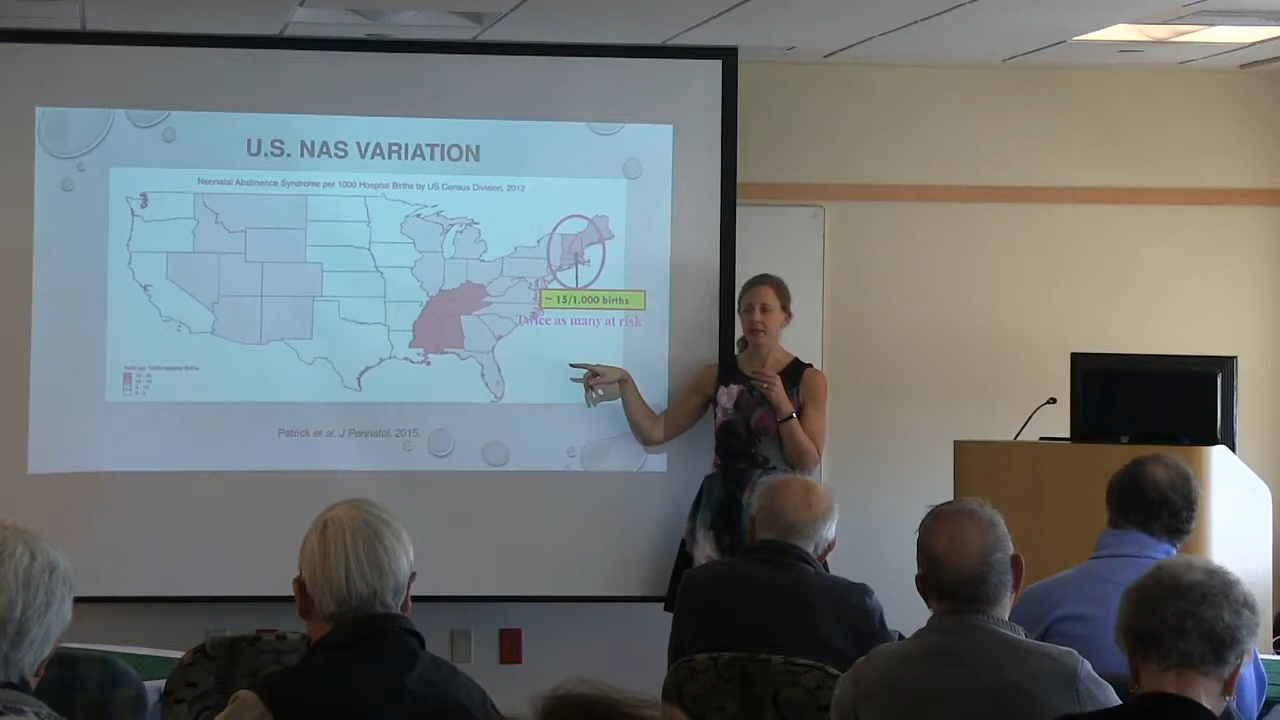 U.S. NAS VARIATION
Neonatal Abstinence Syndrome per 1000 Hospital Births by US Census Division, 2012
~ 15/1,000 births
Twice as many at risk
Patrick et al. J Perinatol. 2015.